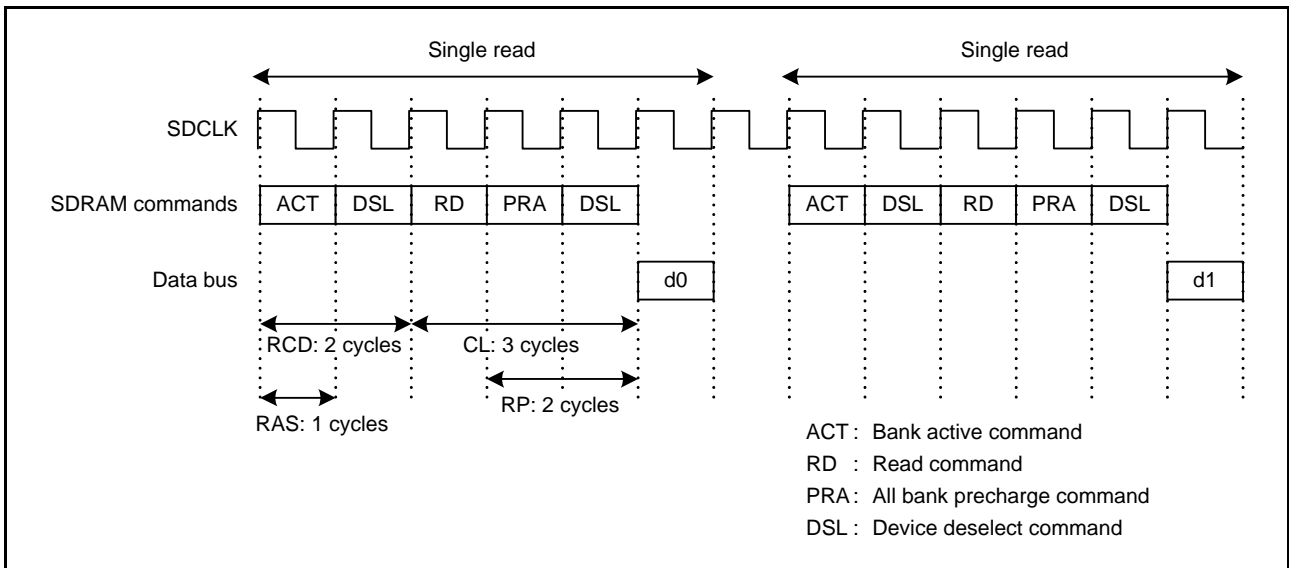 Single read Single read
SDCLK
SDRAM commands ACT DSL RD PRA DSL ACT DSL RD PRA DSL
Data bus d0 d1
RCD: 2 cycles CL: 3 cycles
RP: 2 cycles
RAS: 1 cycles
ACT : Bank active command
RD : Read command
PRA : All bank precharge command
DSL : Device deselect command